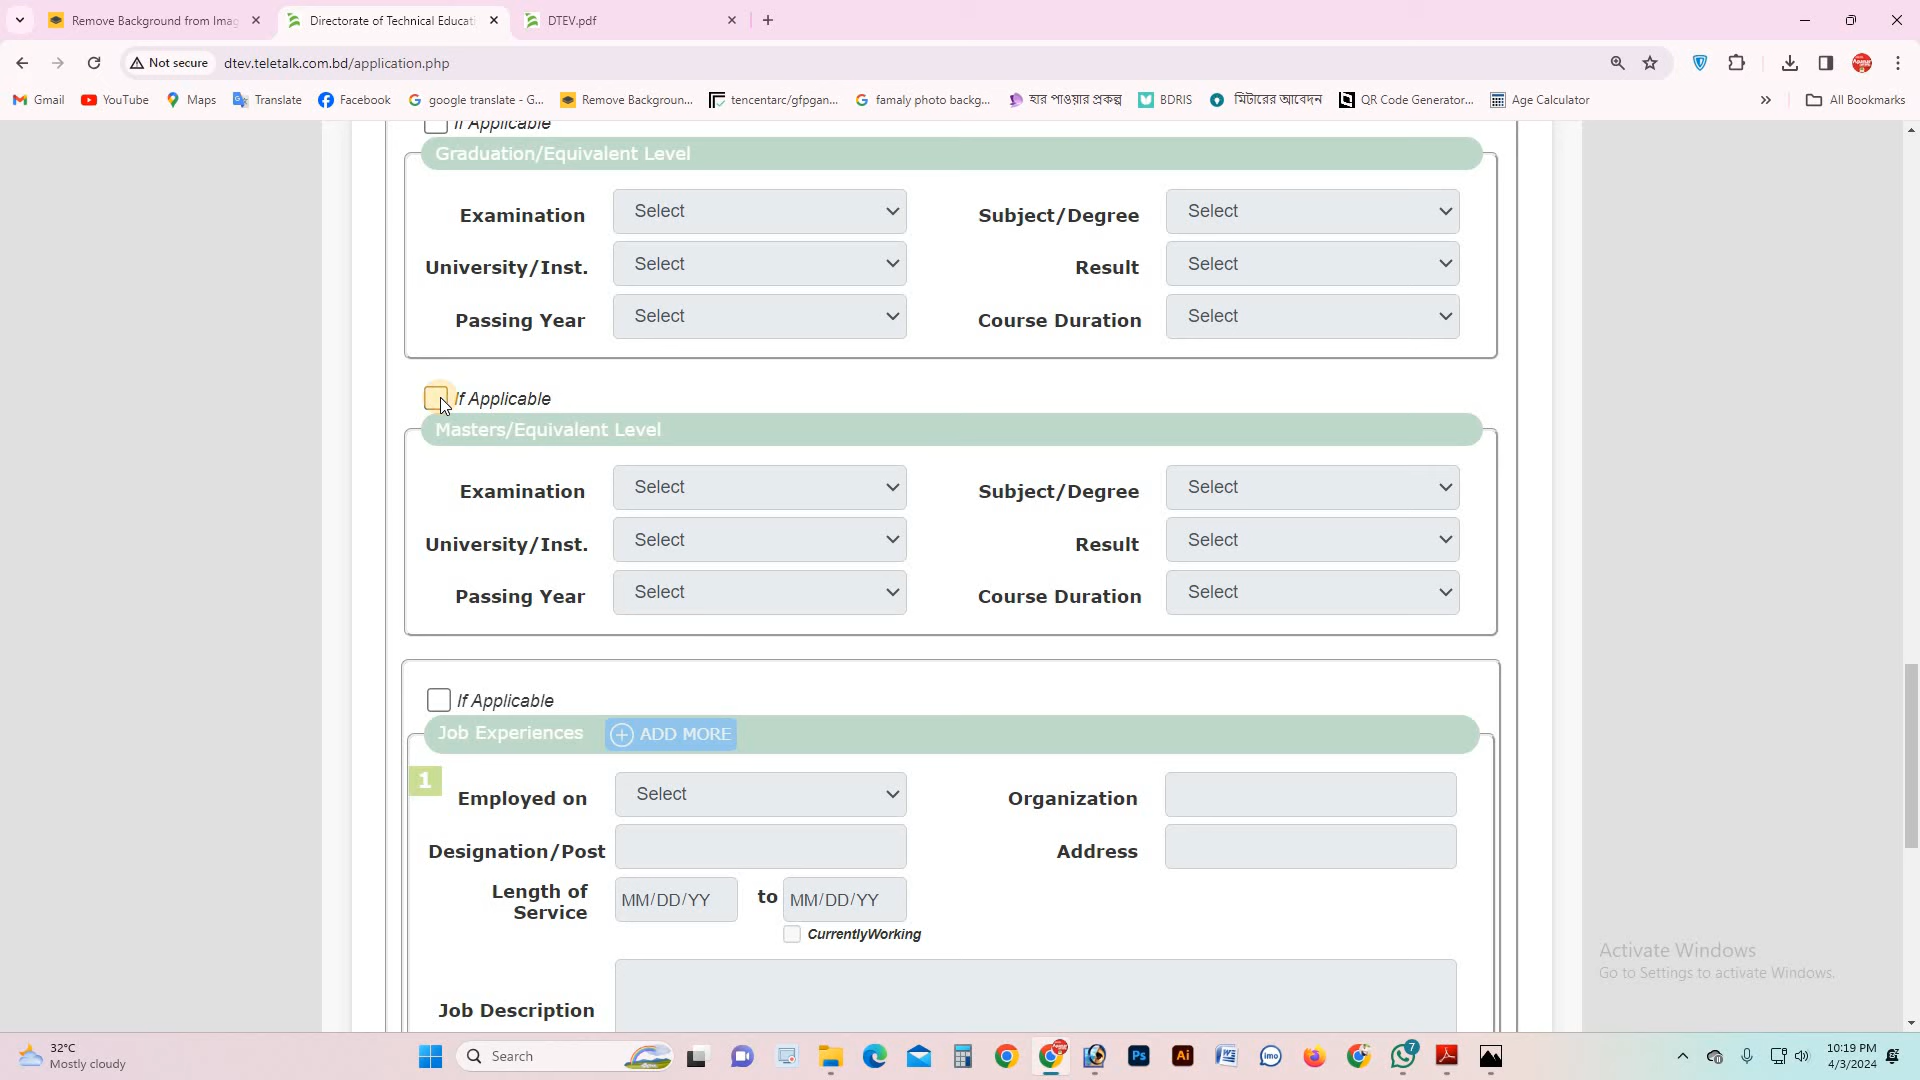 Remove Background from Imag
Directorate of Technical Educati
DTEV.pdf
Not secure
dtev.teletalk.com.bd/application.php
Gmail
YouTube
Maps
Translate
Facebook
google translate - G...
Remove Backgroun...
tencentarc/gfpgan...
famaly photo backg...
হার পাওয়ার প্রকল্প
BDRIS
মিটারের আবেদন
QR Code Generator...
Age Calculator
All Bookmarks
If Applicable
Graduation/Equivalent Level
Examination Select Subject/Degree Select
University/Inst. Select Result Select
Passing Year Select Course Duration Select
If Applicable
Masters/Equivalent Level
Examination Select Subject/Degree Select
University/Inst. Select Result Select
Passing Year Select Course Duration Select
If Applicable
Job Experiences ADD MORE
1
Employed on Select Organization
Designation/Post Address
Length of
Service
MM/DD/YY to MM/DD/YY
CurrentlyWorking
Job Description
Activate Windows
Go to Settings to activate Windows.
32°C
Mostly cloudy
Search
Ps
Ai
imo
7
10:19 PM
4/3/2024